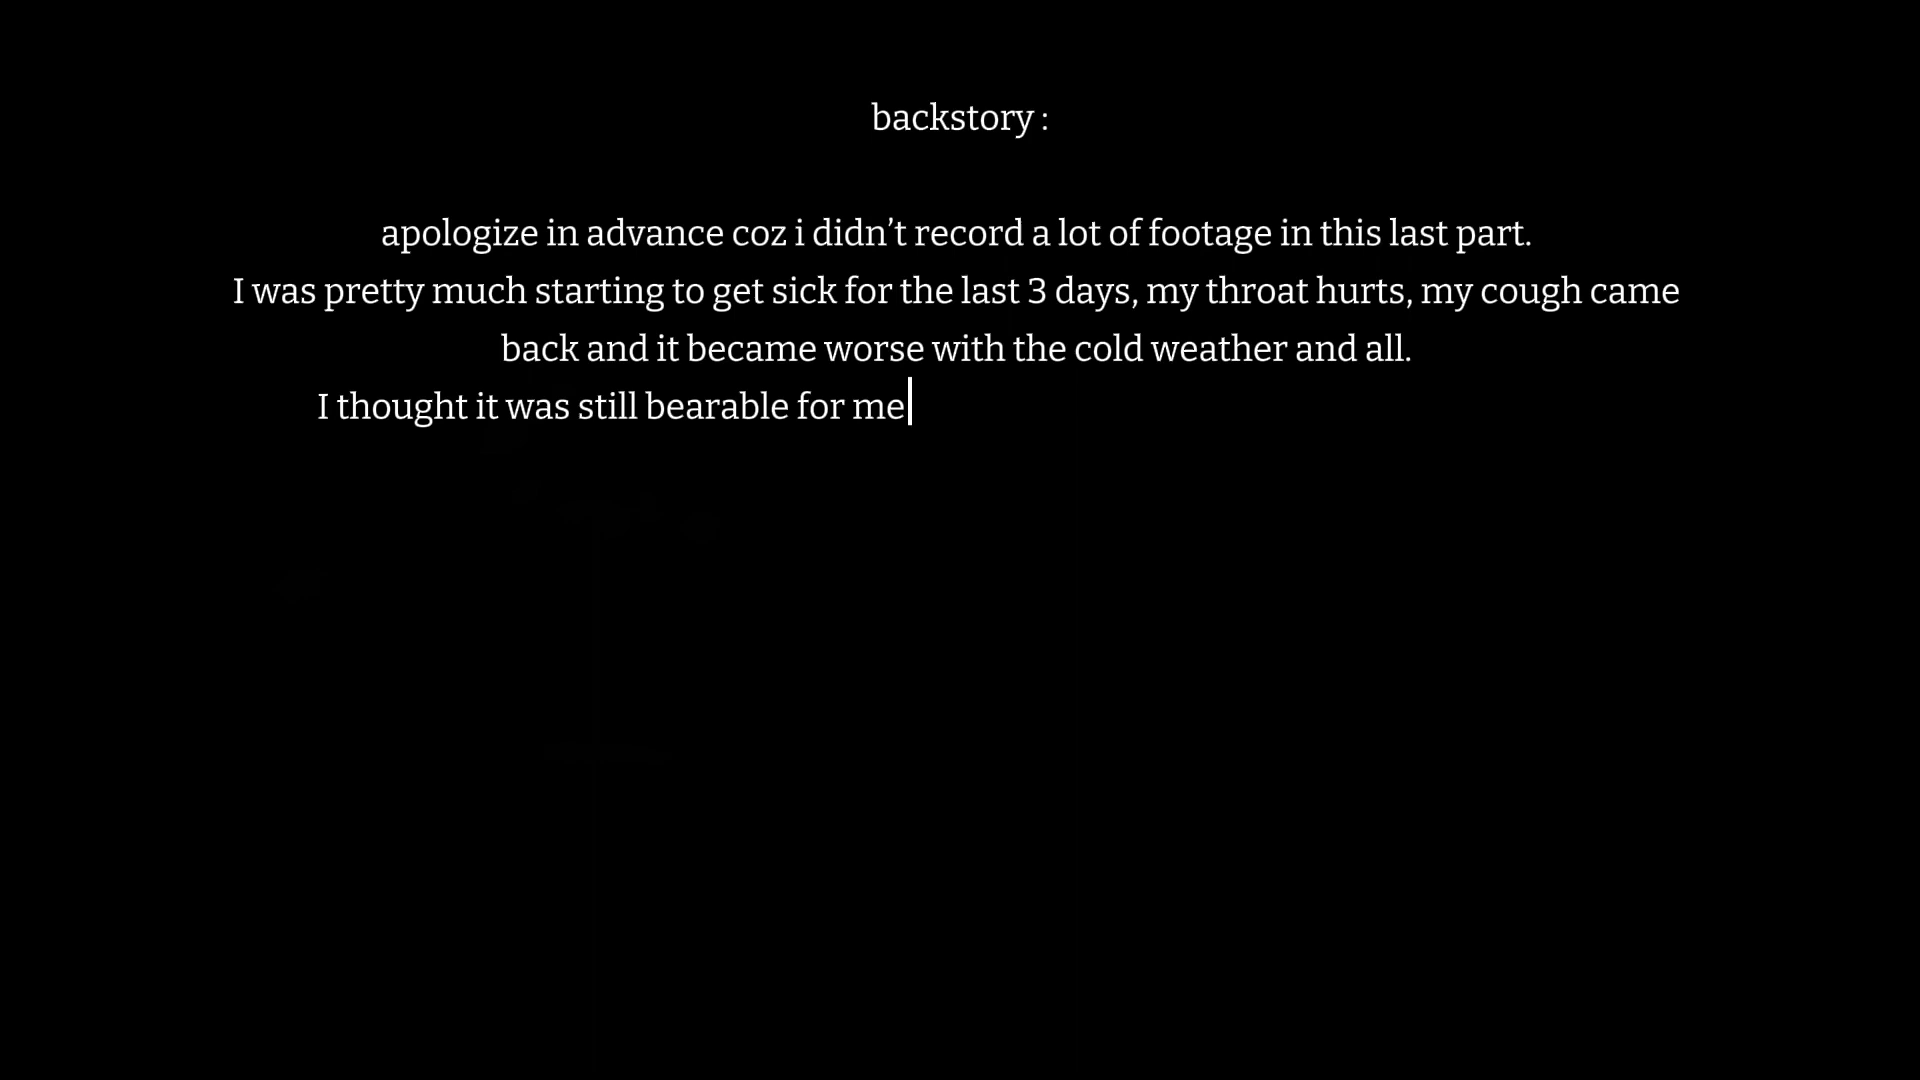 backstory :
apologize in advance coz i didn’t record a lot of footage in this last part.
I was pretty much starting to get sick for the last 3 days, my throat hurts, my cough came
back and it became worse with the cold weather and all.
I thought it was still bearable for me